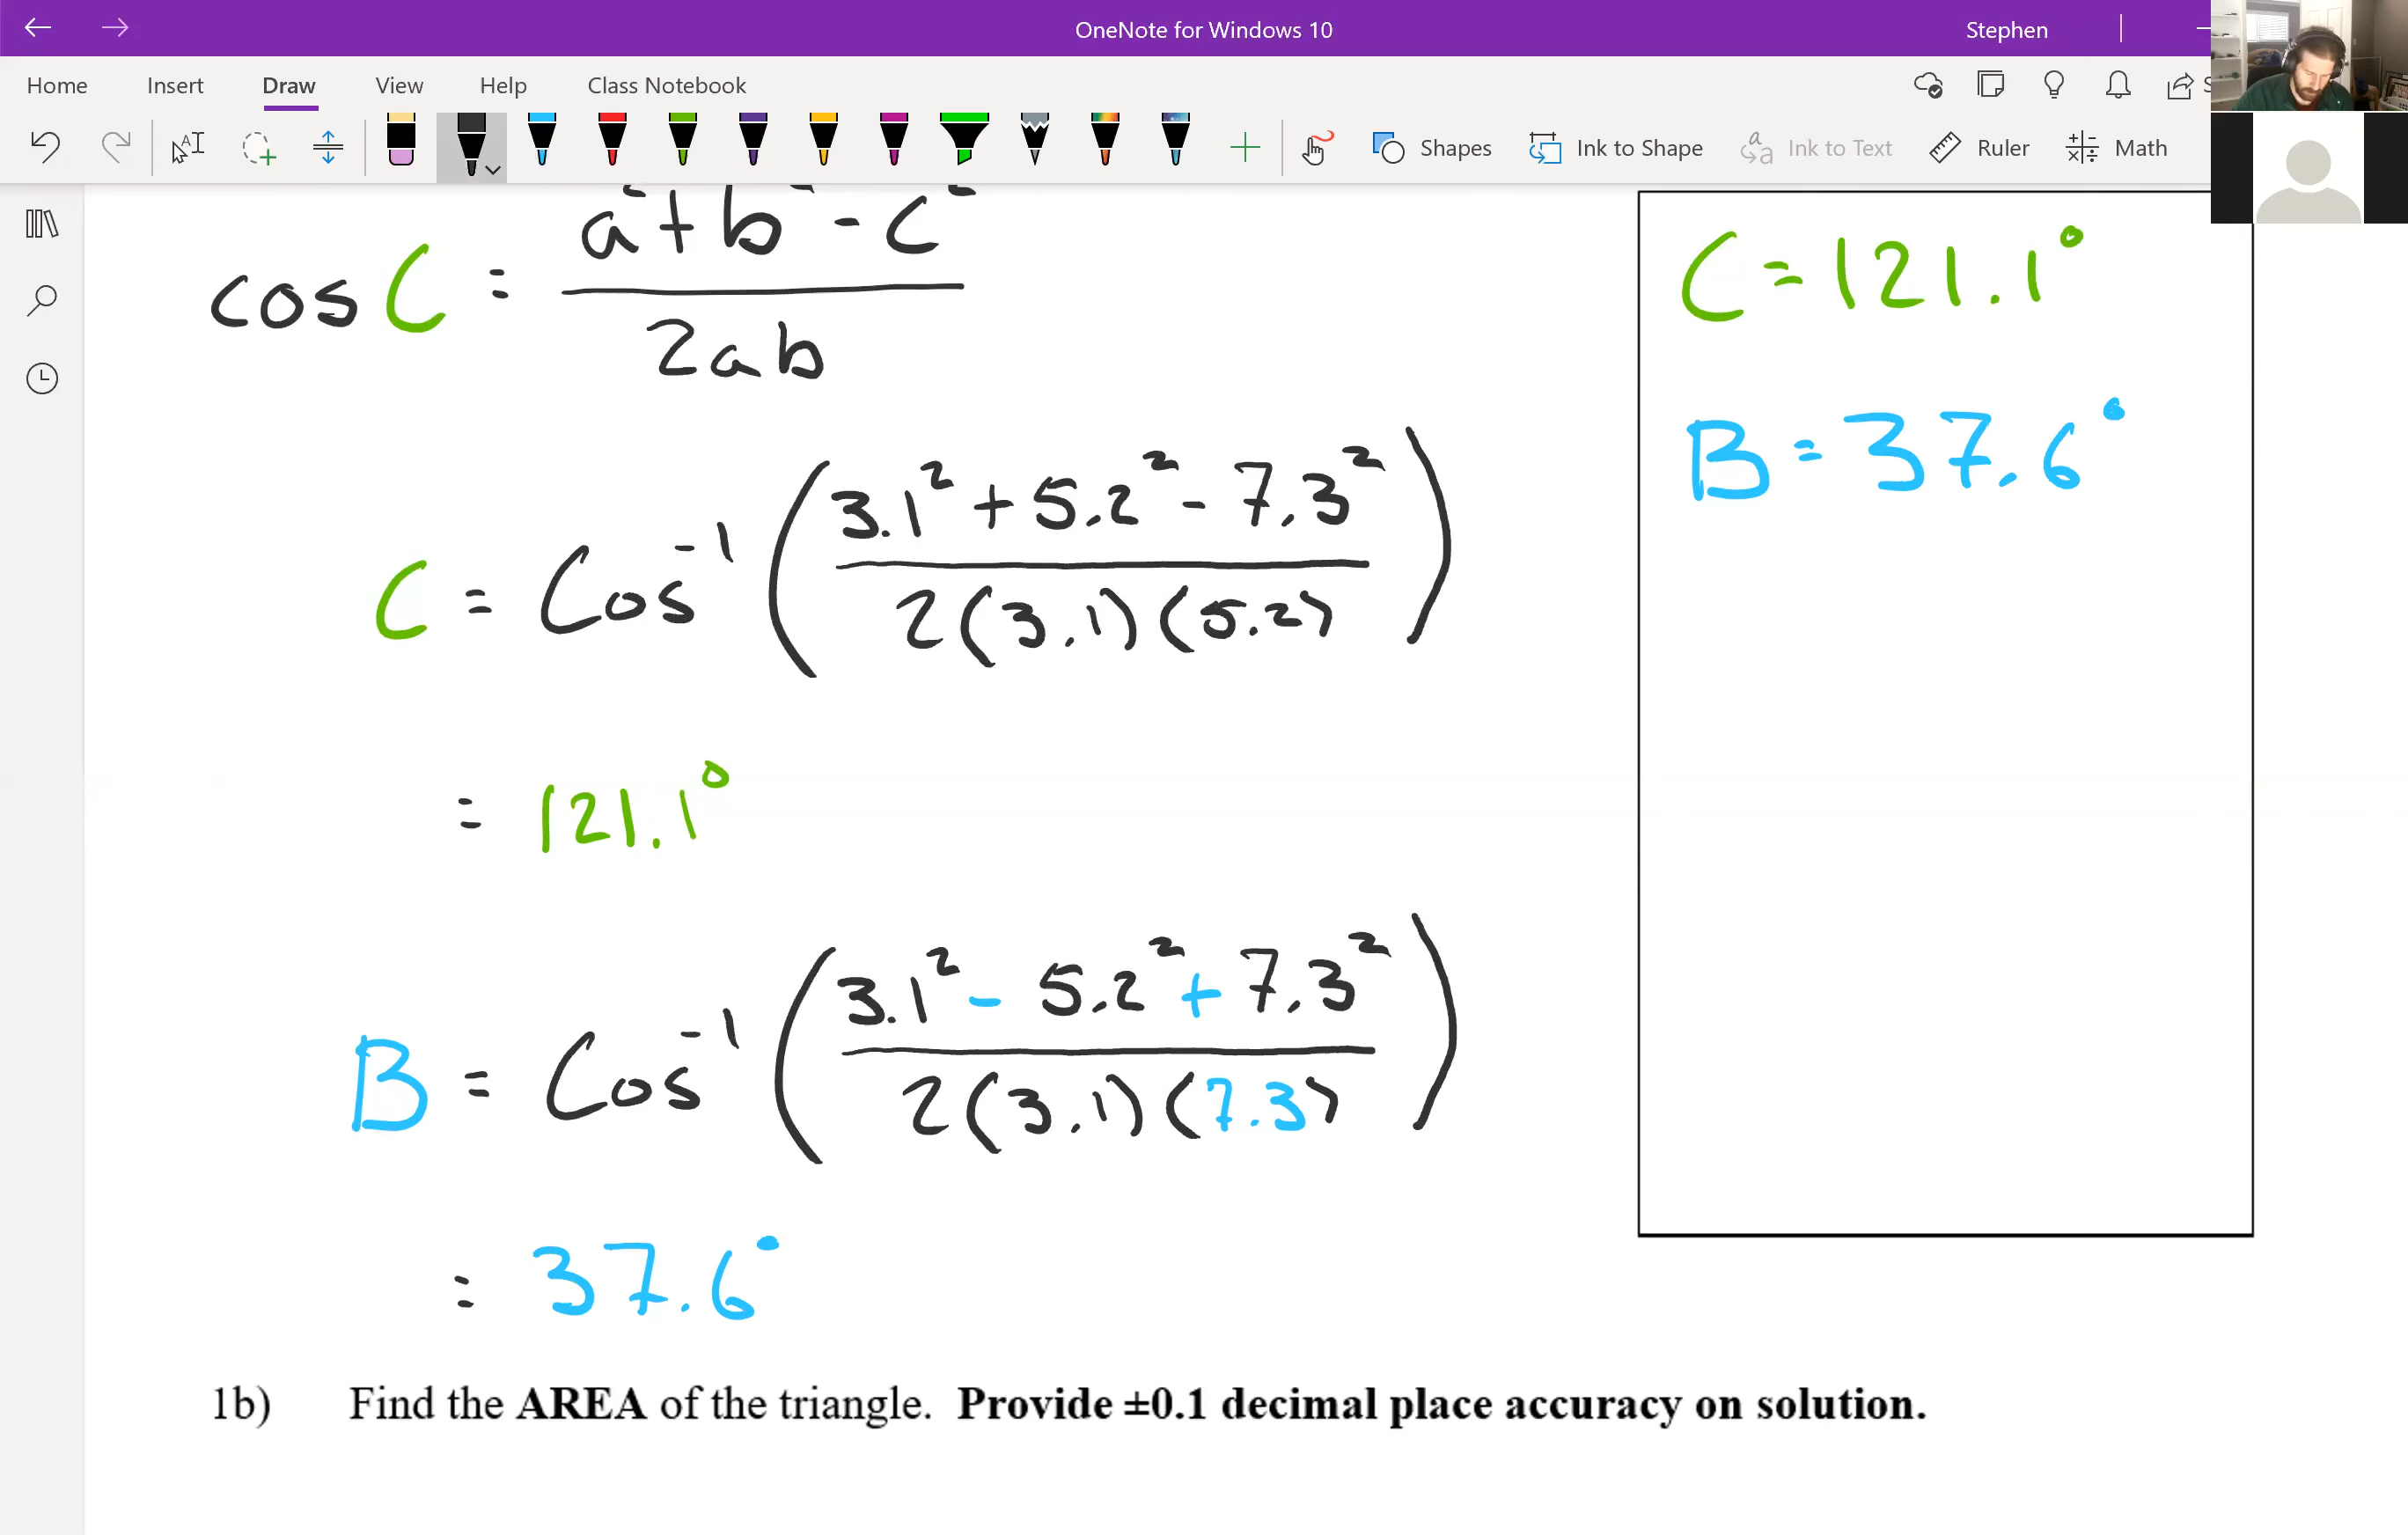 OneNote for Windows 10
Stephen
Home Insert Draw View Help Class Notebook
Shapes Ink to Shape Ink to Text Ruler Math
cos C = a² + b² - c² / 2ab
C = Cos⁻¹ (3.1² + 5.2² - 7.3² / 2(3.1)(5.2))
= 121.1°
B = Cos⁻¹ (3.1² - 5.2² + 7.3² / 2(3.1)(7.3))
= 37.6°
C = 121.1°
B = 37.6°
1b) Find the AREA of the triangle. Provide ±0.1 decimal place accuracy on solution.